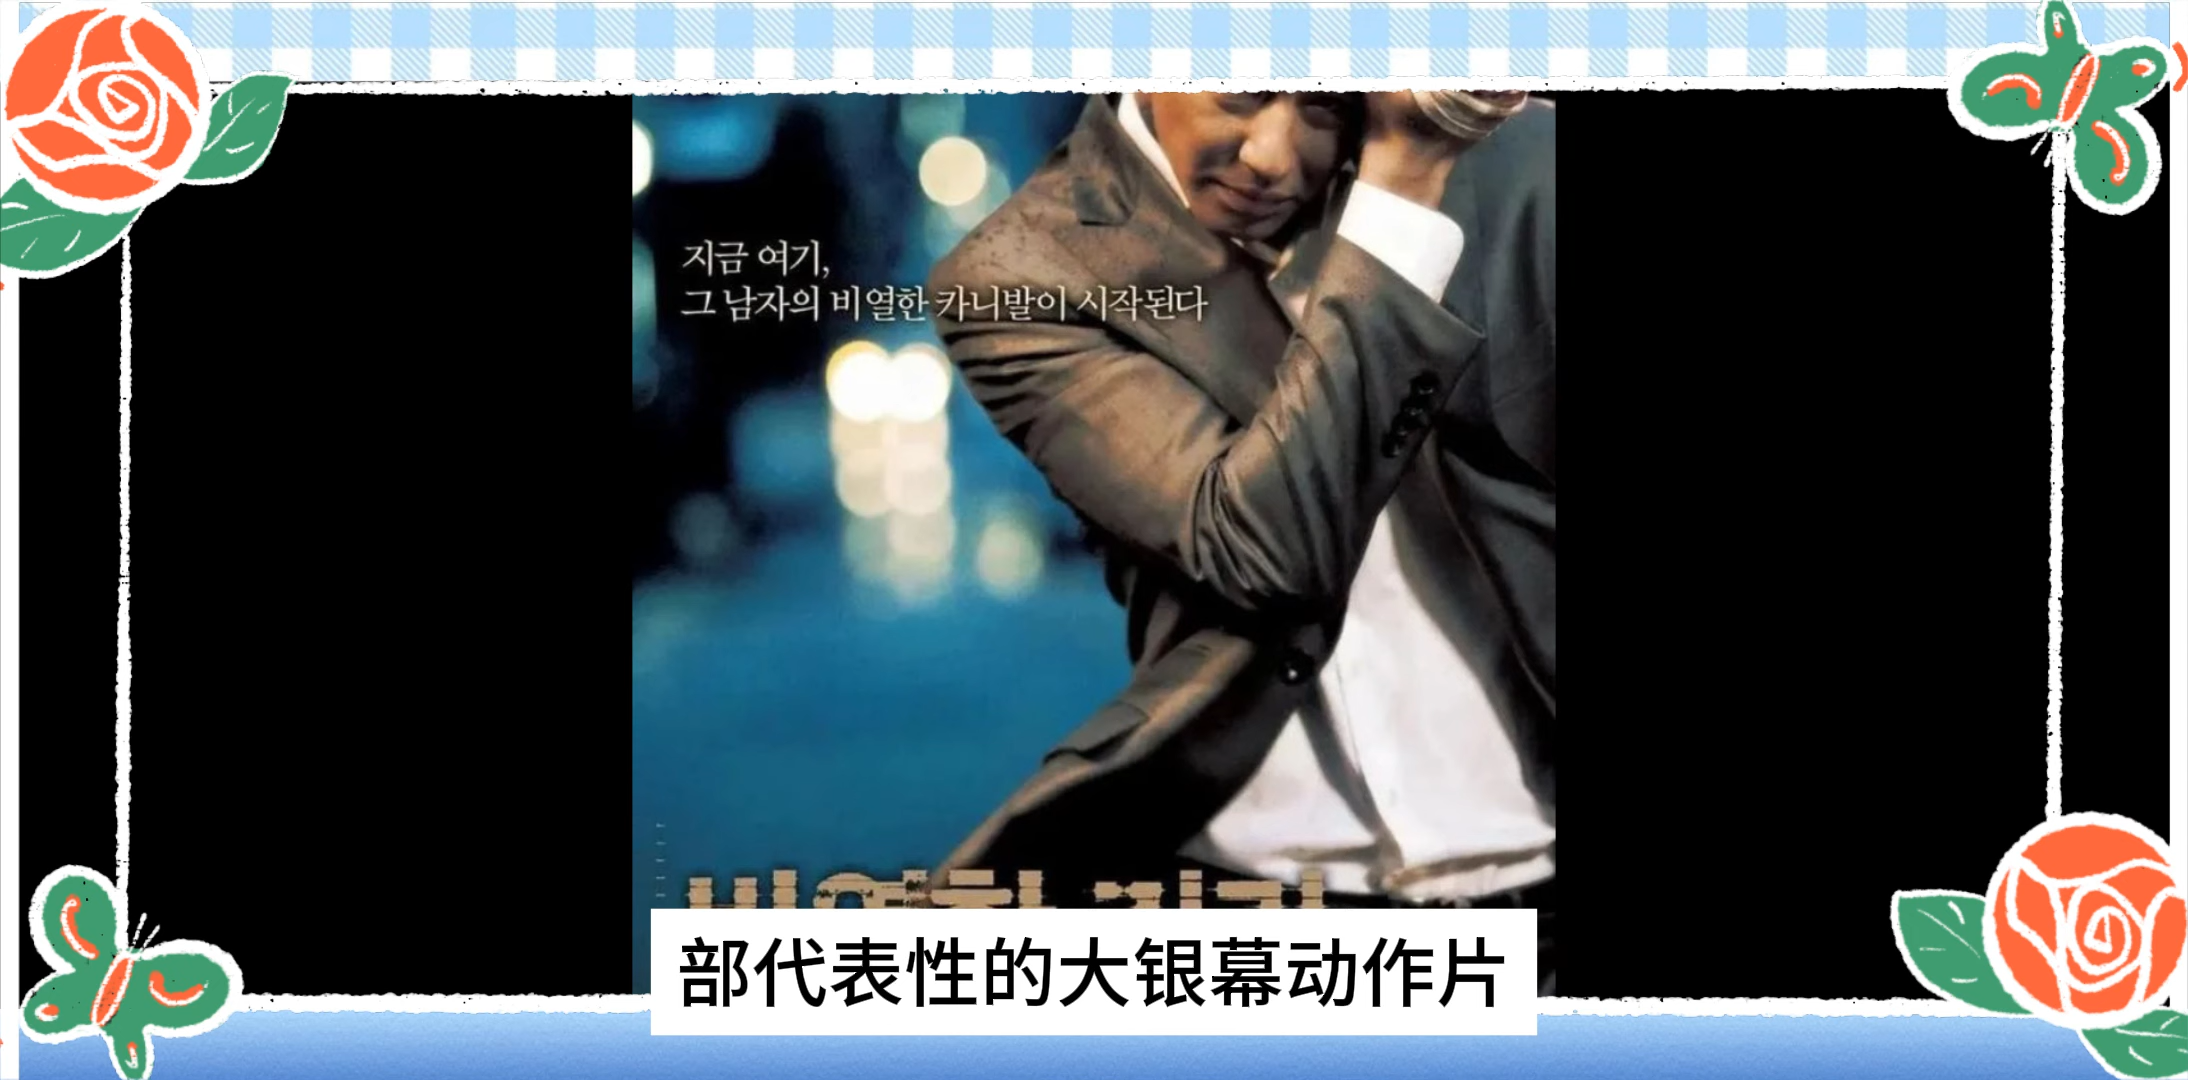 지금 여기,
그 남자의 비열한 카니발이 시작된다
部代表性的大银幕动作片